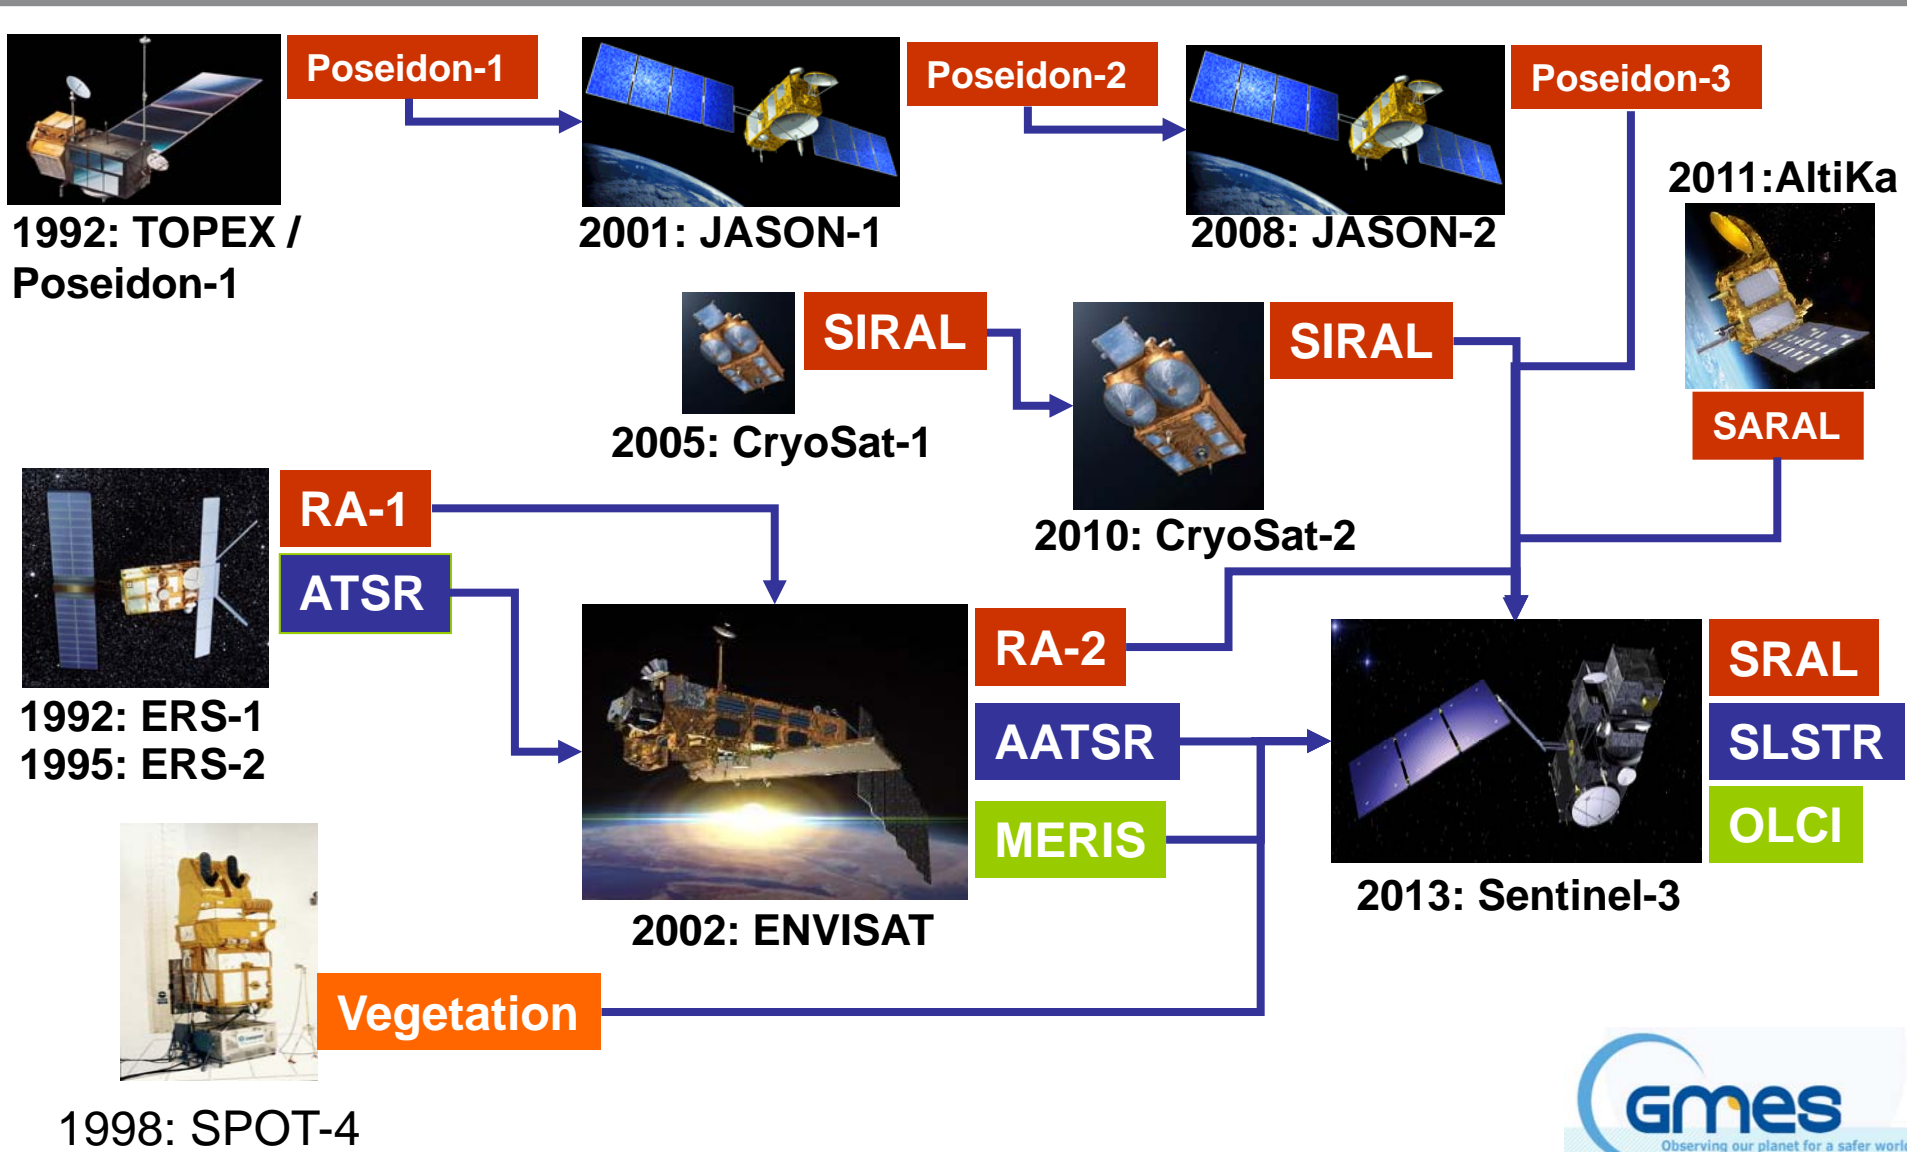 Poseidon-1
Poseidon-2
Poseidon-3
2011:AltiKa
1992: TOPEX /
Poseidon-1
2001: JASON-1
2008: JASON-2
SIRAL
SIRAL
SARAL
2005: CryoSat-1
2010: CryoSat-2
RA-1
ATSR
1992: ERS-1
1995: ERS-2
RA-2
AATSR
MERIS
SRAL
SLSTR
OLCI
2002: ENVISAT
2013: Sentinel-3
Vegetation
1998: SPOT-4
Gmes
Observing our planet for a safer world